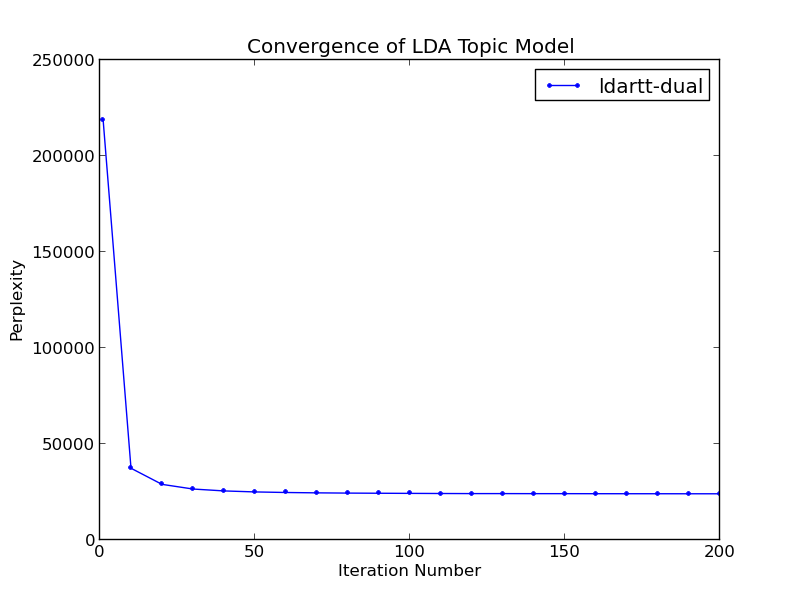 Convergence of LDA Topic Model
250000
ldartt-dual
200000
150000
Perplexity
100000
50000
0
0 50 100 150 200
Iteration Number